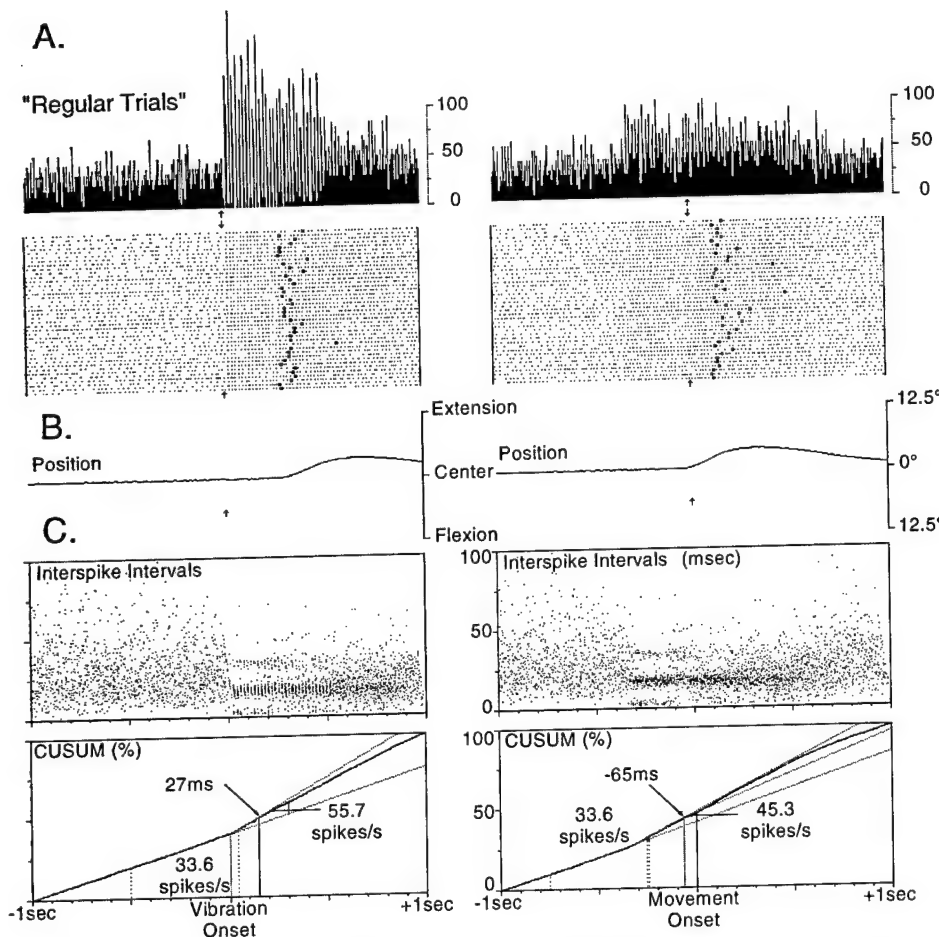 A.
"Regular Trials"
100
50
0
100
50
0
B.
Position
Extension
Center
Flexion
Position
12.5°
0°
12.5°
C.
Interspike Intervals
Interspike Intervals (msec)
100
50
0
CUSUM (%)
27ms
55.7
spikes/s
33.6
spikes/s
-1sec
Vibration
Onset
+1sec
CUSUM (%)
100
50
0
-65ms
33.6
spikes/s
45.3
spikes/s
-1sec
Movement
Onset
+1sec